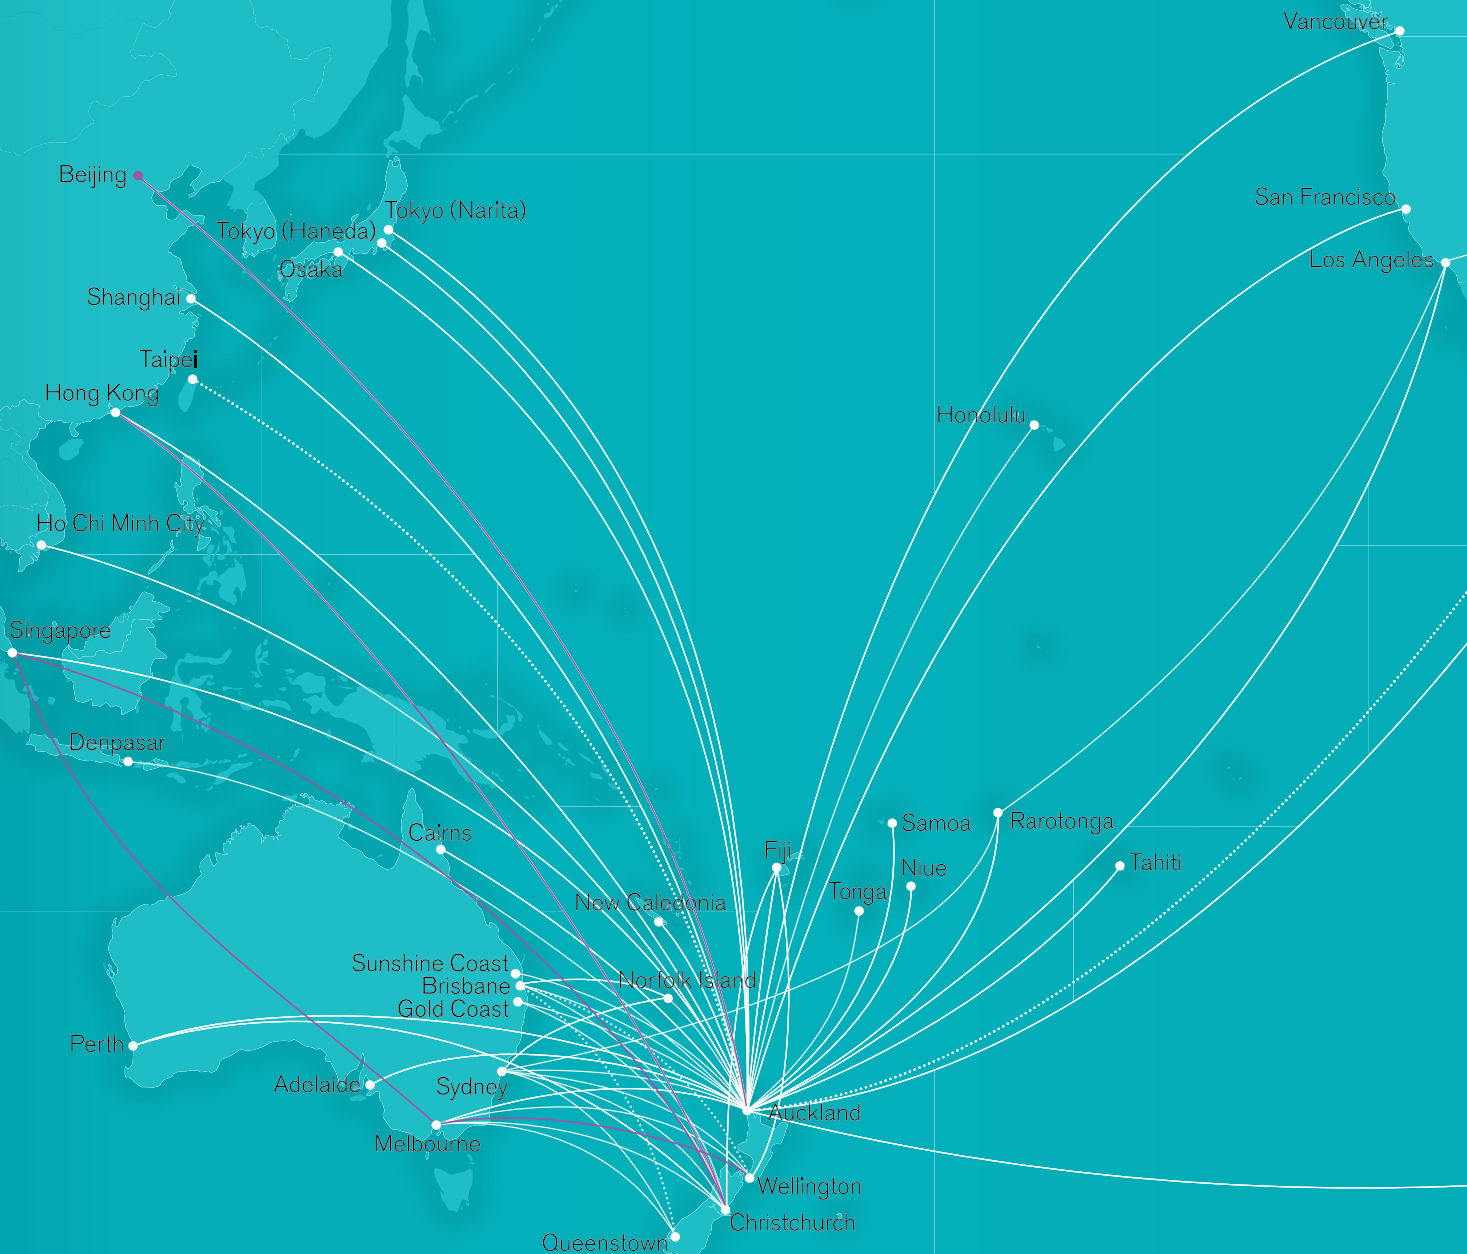 Vancouver
Beijing
San Francisco
Tokyo (Narita)
Tokyo (Haneda)
Los Angeles
Osaka
Shanghai
Taipei
Hong Kong
Honolulu
Ho Chi Minh City
Singapore
Denpasar
Cairns
Samoa
Rarotonga
Fiji
Niue
Tahiti
Tonga
New Caledonia
Sunshine Coast
Norfolk Island
Brisbane
Gold Coast
Perth
Adelaide
Sydney
Auckland
Melbourne
Wellington
Christchurch
Queenstown